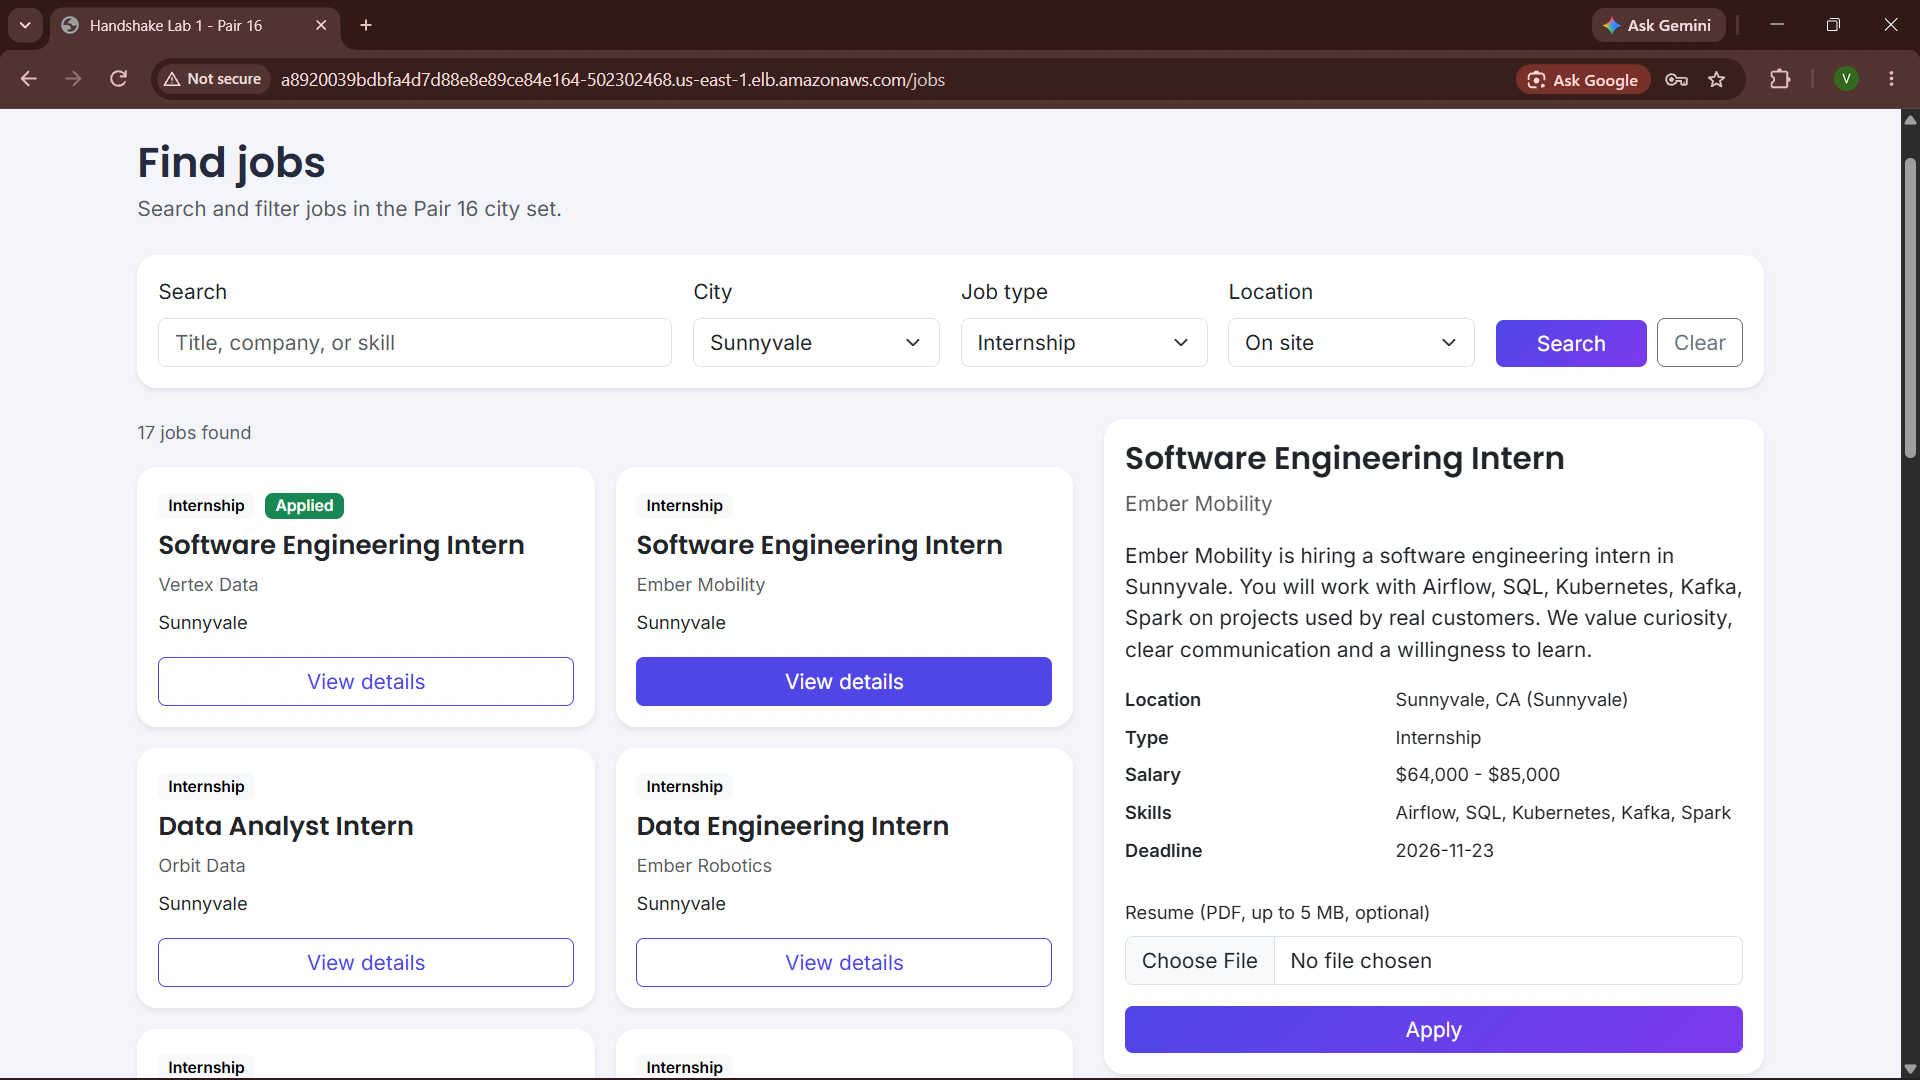 Handshake Lab 1 - Pair 16
Ask Gemini
Not secure
a8920039bdbfa4d7d88e8e89ce84e164-502302468.us-east-1.elb.amazonaws.com/jobs
Ask Google
V
Find jobs
Search and filter jobs in the Pair 16 city set.
Search
City
Job type
Location
Title, company, or skill
Sunnyvale
Internship
On site
Search
Clear
17 jobs found
Internship
Applied
Software Engineering Intern
Vertex Data
Sunnyvale
View details
Internship
Software Engineering Intern
Ember Mobility
Sunnyvale
View details
Internship
Data Analyst Intern
Orbit Data
Sunnyvale
View details
Internship
Data Engineering Intern
Ember Robotics
Sunnyvale
View details
Internship
Internship
Software Engineering Intern
Ember Mobility
Ember Mobility is hiring a software engineering intern in
Sunnyvale. You will work with Airflow, SQL, Kubernetes, Kafka,
Spark on projects used by real customers. We value curiosity,
clear communication and a willingness to learn.
Location Sunnyvale, CA (Sunnyvale)
Type Internship
Salary $64,000 - $85,000
Skills Airflow, SQL, Kubernetes, Kafka, Spark
Deadline 2026-11-23
Resume (PDF, up to 5 MB, optional)
Choose File No file chosen
Apply